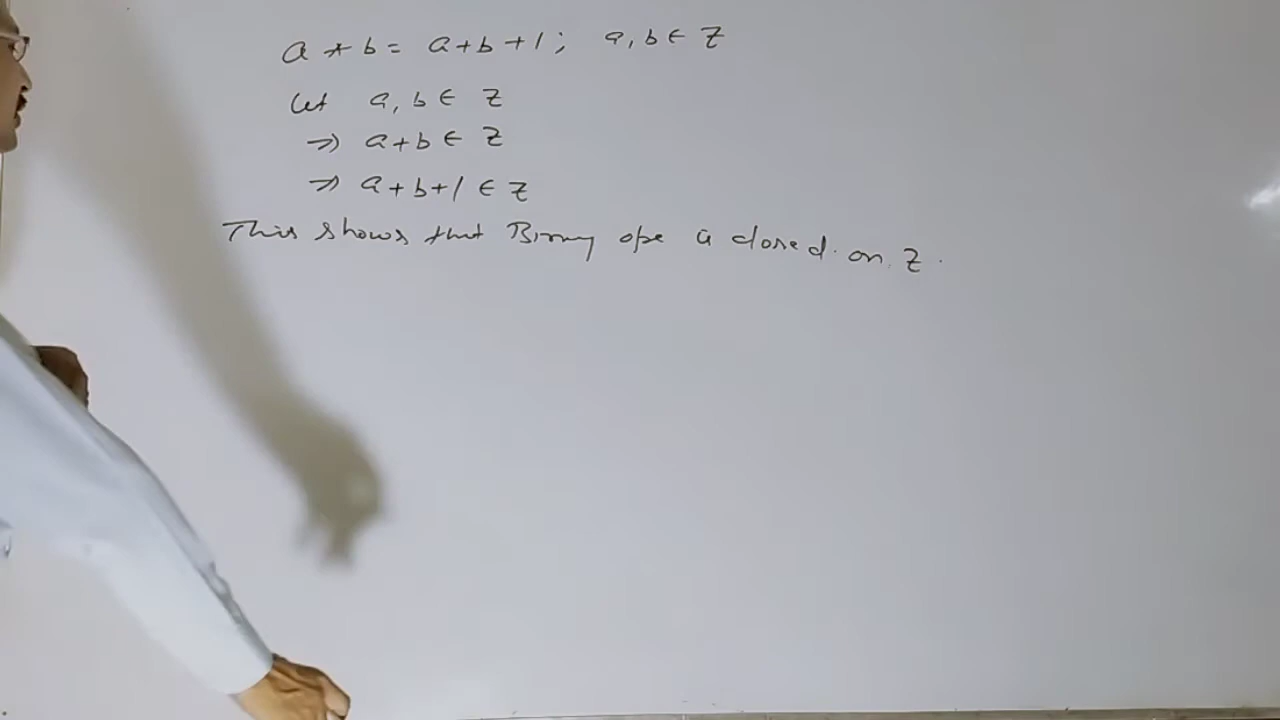 a * b = a+b+1; a, b ∈ Z
Let a, b ∈ Z
⇒ a+b ∈ Z
⇒ a+b+1 ∈ Z
This shows that Binary ope is closed on Z.